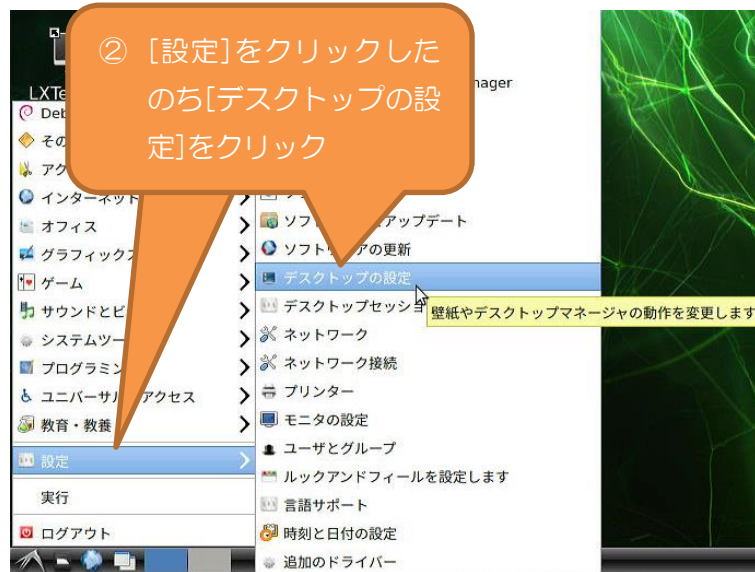 ② [設定]をクリックした
のち[デスクトップの設
定]をクリック
LXTe
nager
Deb
その
アク
インターネット
オフィス
グラフィックス
ゲーム
サウンドとビ
システムツー
プログラミン
ユニバーサル アクセス
教育・教養
設定
実行
ログアウト
ソフト アップデート
ソフトウェアの更新
デスクトップの設定
デスクトップセッショ
壁紙やデスクトップマネージャの動作を変更します
ネットワーク
ネットワーク接続
プリンター
モニタの設定
ユーザとグループ
ルックアンドフィールを設定します
言語サポート
時刻と日付の設定
追加のドライバー